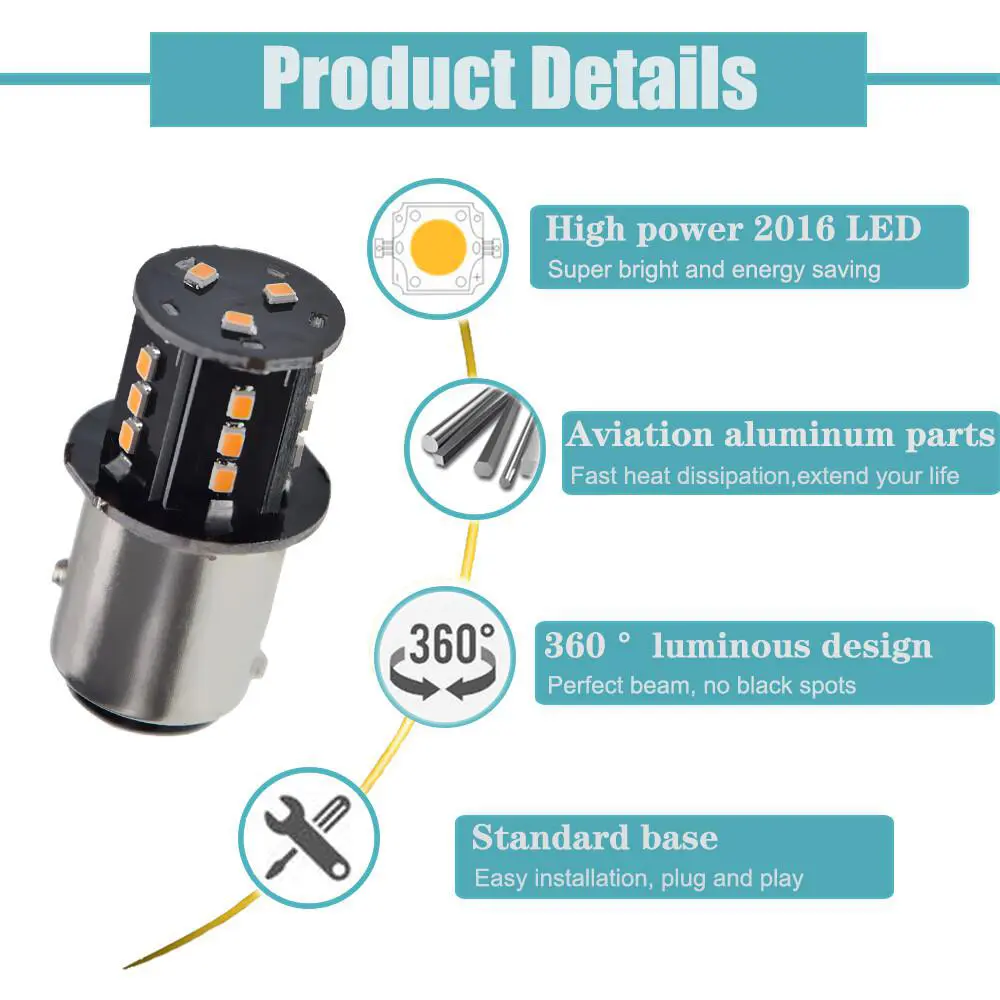 Product Details
High power 2016 LED
Super bright and energy saving
Aviation aluminum parts
Fast heat dissipation,extend your life
360°
360 ° luminous design
Perfect beam, no black spots
Standard base
Easy installation, plug and play